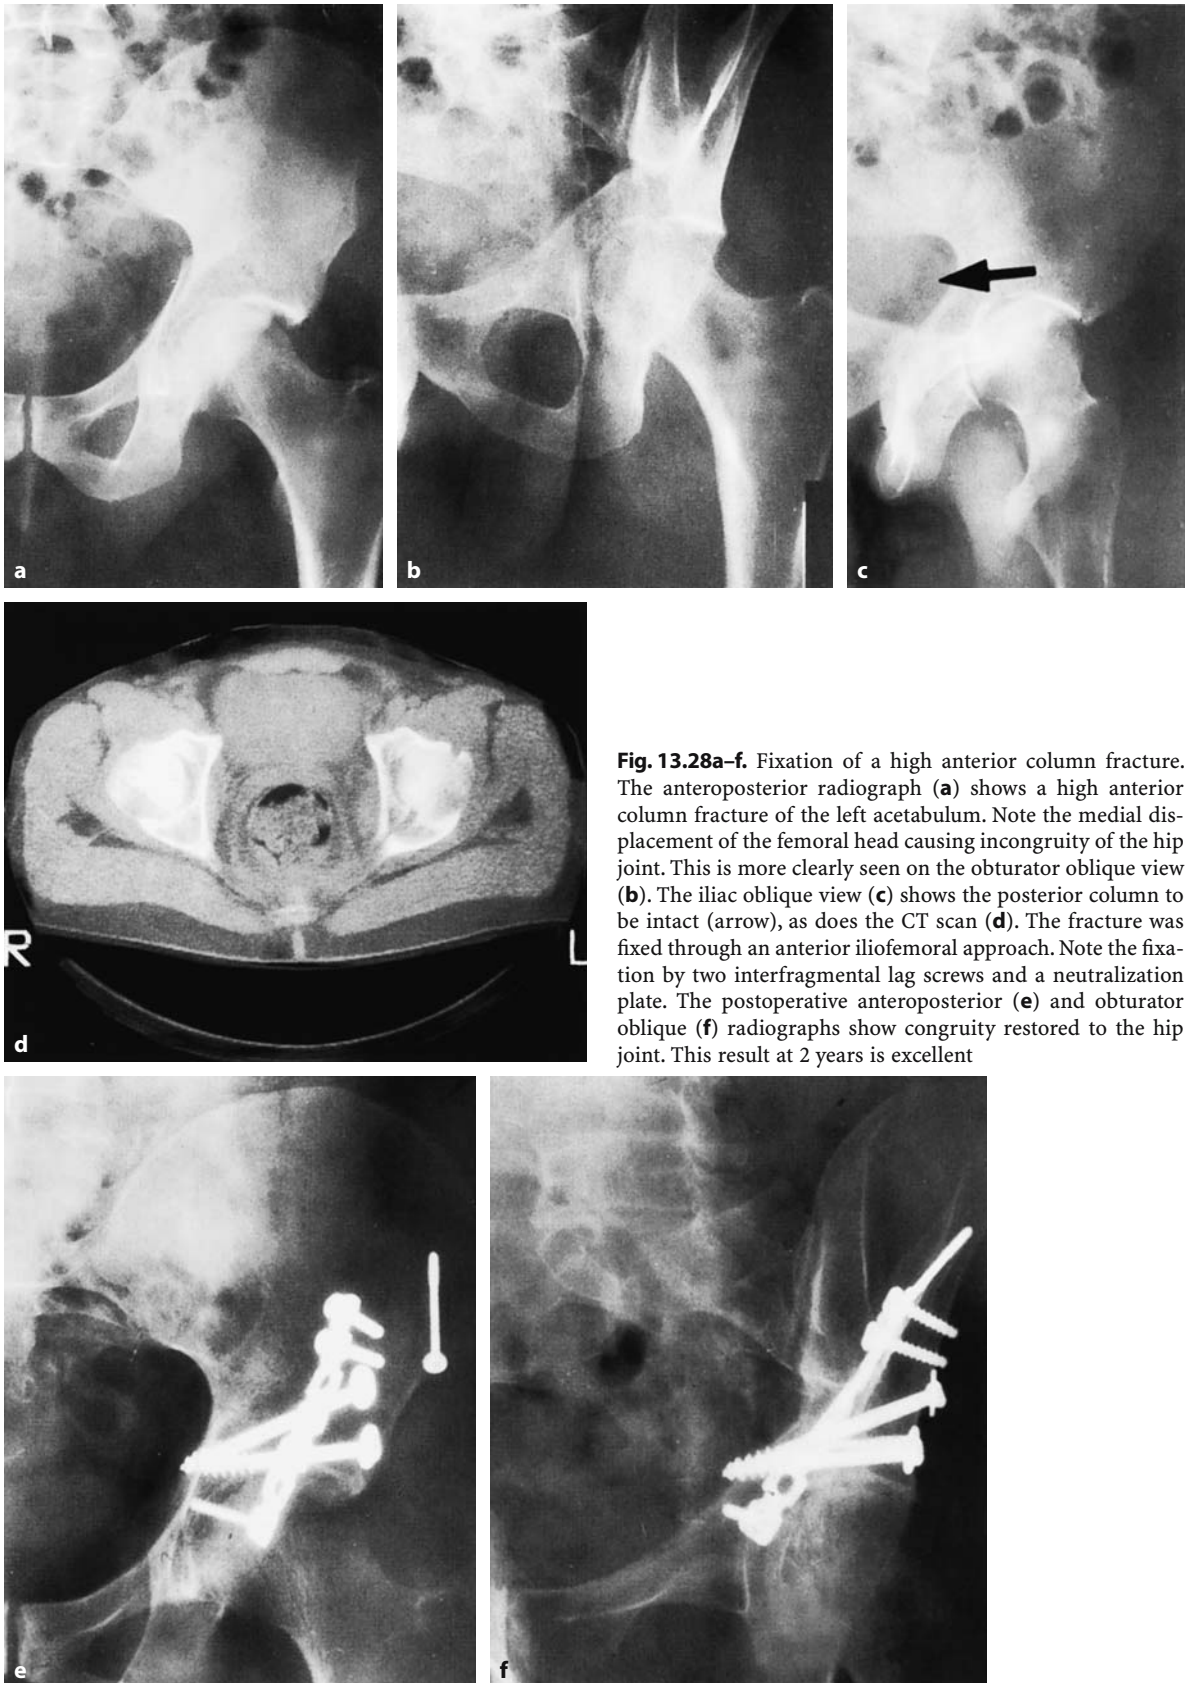 a
b
c
R
L
d
Fig. 13.28a–f. Fixation of a high anterior column fracture.
The anteroposterior radiograph (a) shows a high anterior
column fracture of the left acetabulum. Note the medial dis-
placement of the femoral head causing incongruity of the hip
joint. This is more clearly seen on the obturator oblique view
(b). The iliac oblique view (c) shows the posterior column to
be intact (arrow), as does the CT scan (d). The fracture was
fixed through an anterior iliofemoral approach. Note the fixa-
tion by two interfragmental lag screws and a neutralization
plate. The postoperative anteroposterior (e) and obturator
oblique (f) radiographs show congruity restored to the hip
joint. This result at 2 years is excellent
e
f